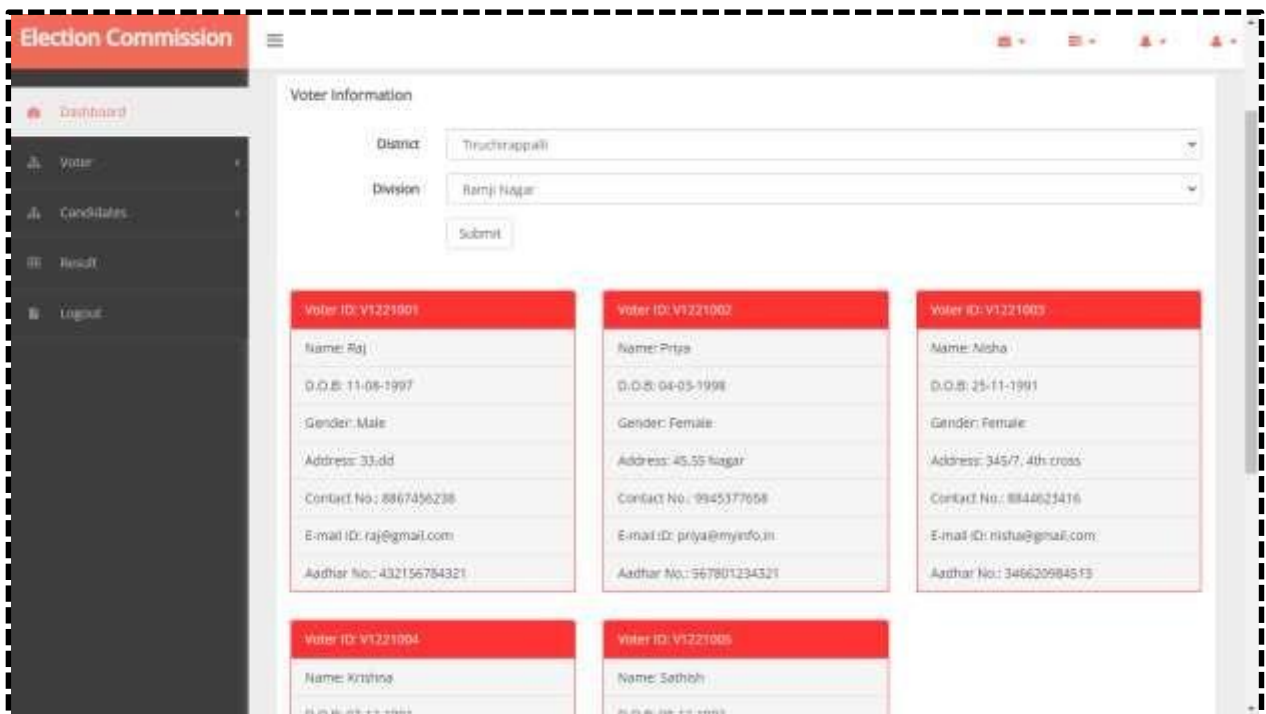 Election Commission
Dashboard
Voter
Candidates
Result
Logout
Voter Information
District Tiruchirappalli
Division Ramji Nagar
Submit
Voter ID: V1221001
Name: Raj
D.O.B: 11-08-1997
Gender: Male
Address: 33,dd
Contact No.: 8867456238
E-mail ID: raj@gmail.com
Aadhar No.: 432156784321
Voter ID: V1221002
Name: Priya
D.O.B: 04-05-1998
Gender: Female
Address: 45,SS Nagar
Contact No.: 9945377658
E-mail ID: priya@myinfo.in
Aadhar No.: 567801234321
Voter ID: V1221003
Name: Nisha
D.O.B: 25-11-1991
Gender: Female
Address: 345/7, 4th cross
Contact No.: 8844623416
E-mail ID: nisha@gmail.com
Aadhar No.: 346620984513
Voter ID: V1221004
Name: Krishna
Voter ID: V1221005
Name: Sathish